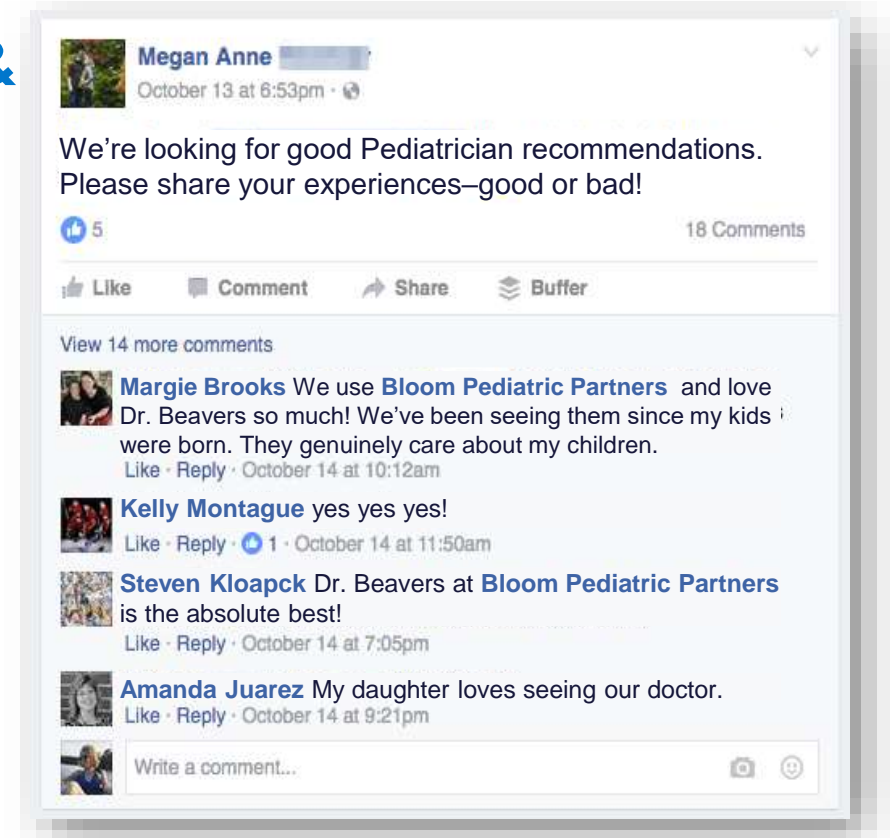 &
Megan Anne
October 13 at 6:53pm ·
We're looking for good Pediatrician recommendations.
Please share your experiences–good or bad!
5
18 Comments
Like Comment Share Buffer
View 14 more comments
Margie Brooks We use Bloom Pediatric Partners and love
Dr. Beavers so much! We've been seeing them since my kids
were born. They genuinely care about my children.
Like · Reply · October 14 at 10:12am
Kelly Montague yes yes yes!
Like · Reply · 1 · October 14 at 11:50am
Steven Kloapck Dr. Beavers at Bloom Pediatric Partners
is the absolute best!
Like · Reply · October 14 at 7:05pm
Amanda Juarez My daughter loves seeing our doctor.
Like · Reply · October 14 at 9:21pm
Write a comment...